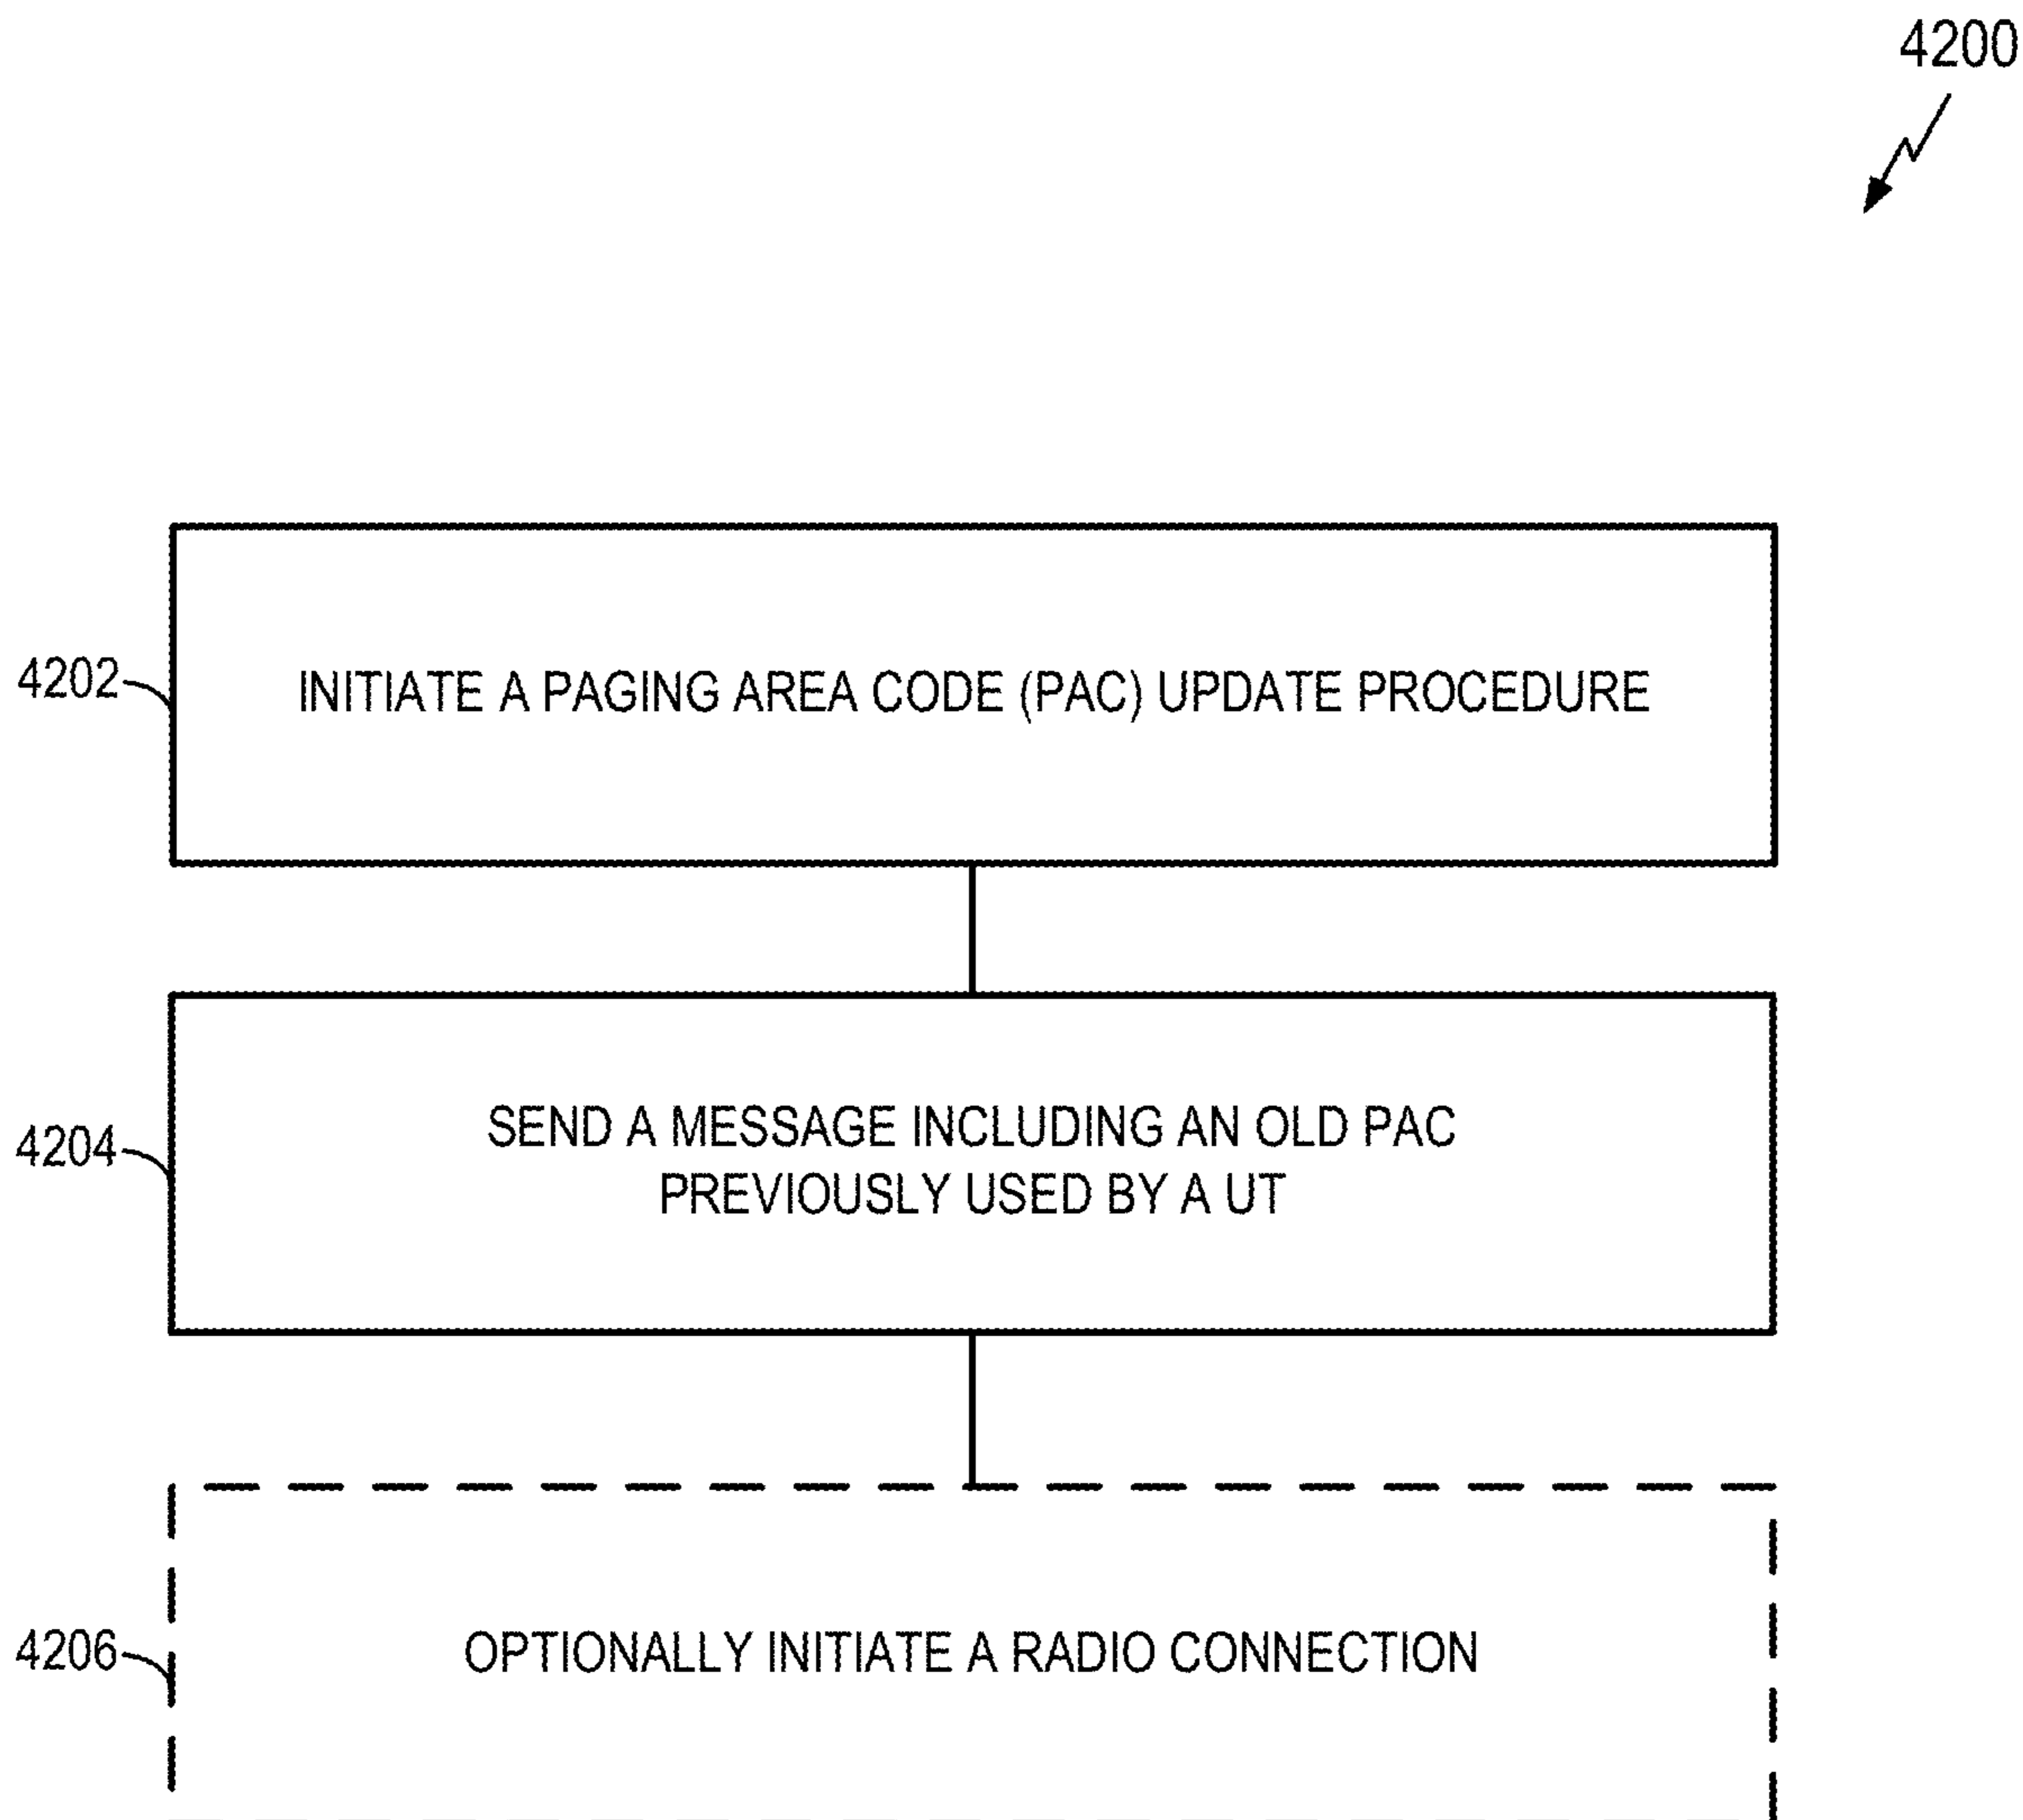 4200
4202
INITIATE A PAGING AREA CODE (PAC) UPDATE PROCEDURE
4204
SEND A MESSAGE INCLUDING AN OLD PAC
PREVIOUSLY USED BY A UT
4206
OPTIONALLY INITIATE A RADIO CONNECTION